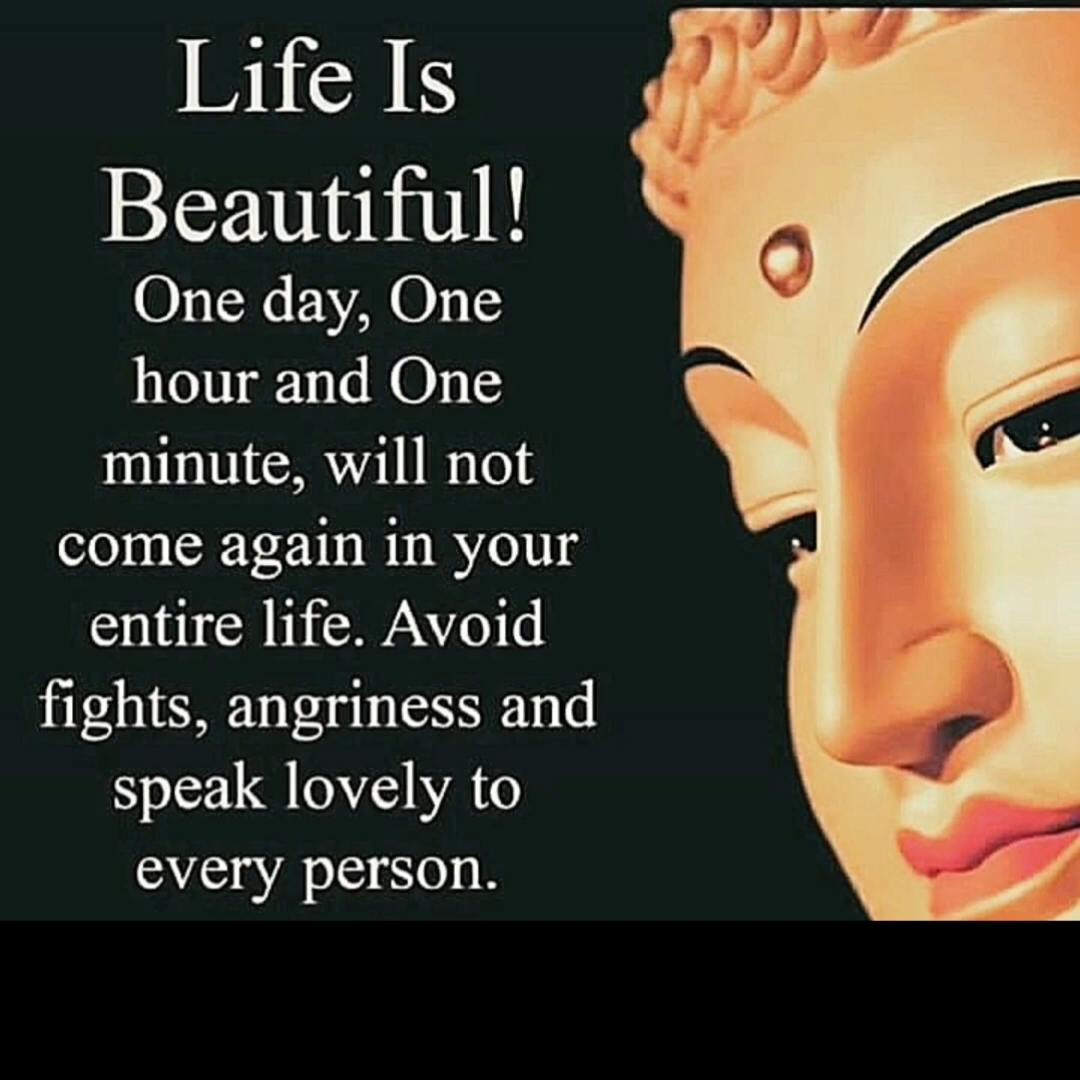 Life Is
Beautiful!
One day, One
hour and One
minute, will not
come again in your
entire life. Avoid
fights, angriness and
speak lovely to
every person.